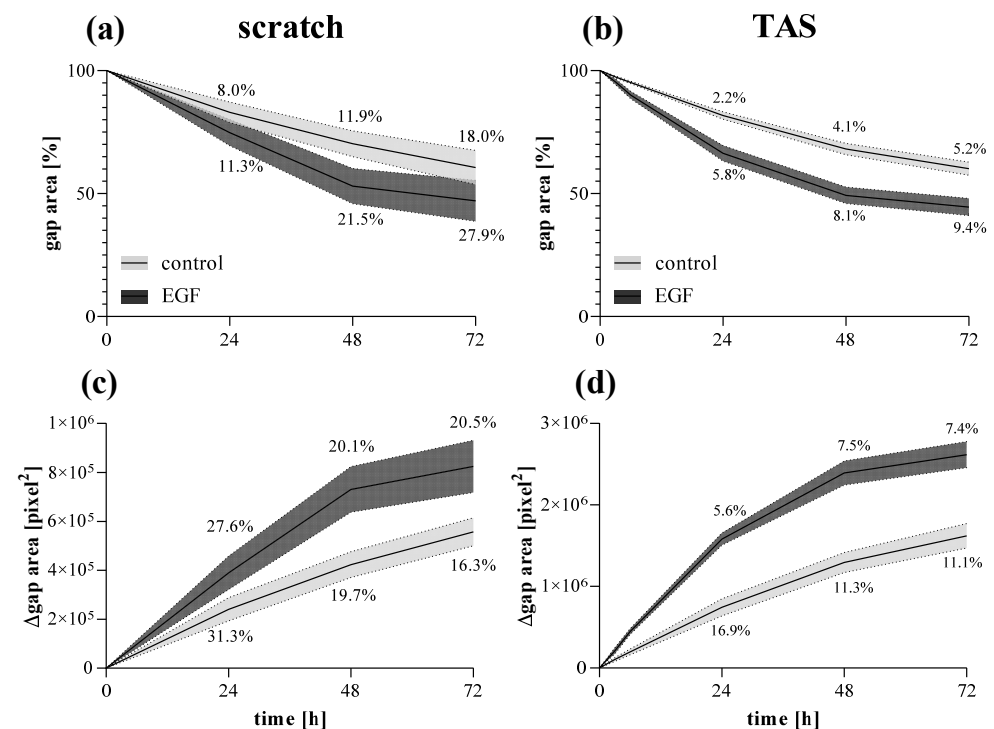 (a) scratch
100
50
0
gap area [%]
8.0%
11.9%
18.0%
11.3%
21.5%
27.9%
control
EGF
0 24 48 72
(b) TAS
100
50
0
gap area [%]
2.2%
4.1%
5.2%
5.8%
8.1%
9.4%
control
EGF
0 24 48 72
(c)
1×10⁶
8×10⁵
6×10⁵
4×10⁵
2×10⁵
0
Δgap area [pixel²]
20.5%
20.1%
27.6%
16.3%
19.7%
31.3%
0 24 48 72
time [h]
(d)
3×10⁶
2×10⁶
1×10⁶
0
Δgap area [pixel²]
7.4%
7.5%
5.6%
11.1%
11.3%
16.9%
0 24 48 72
time [h]